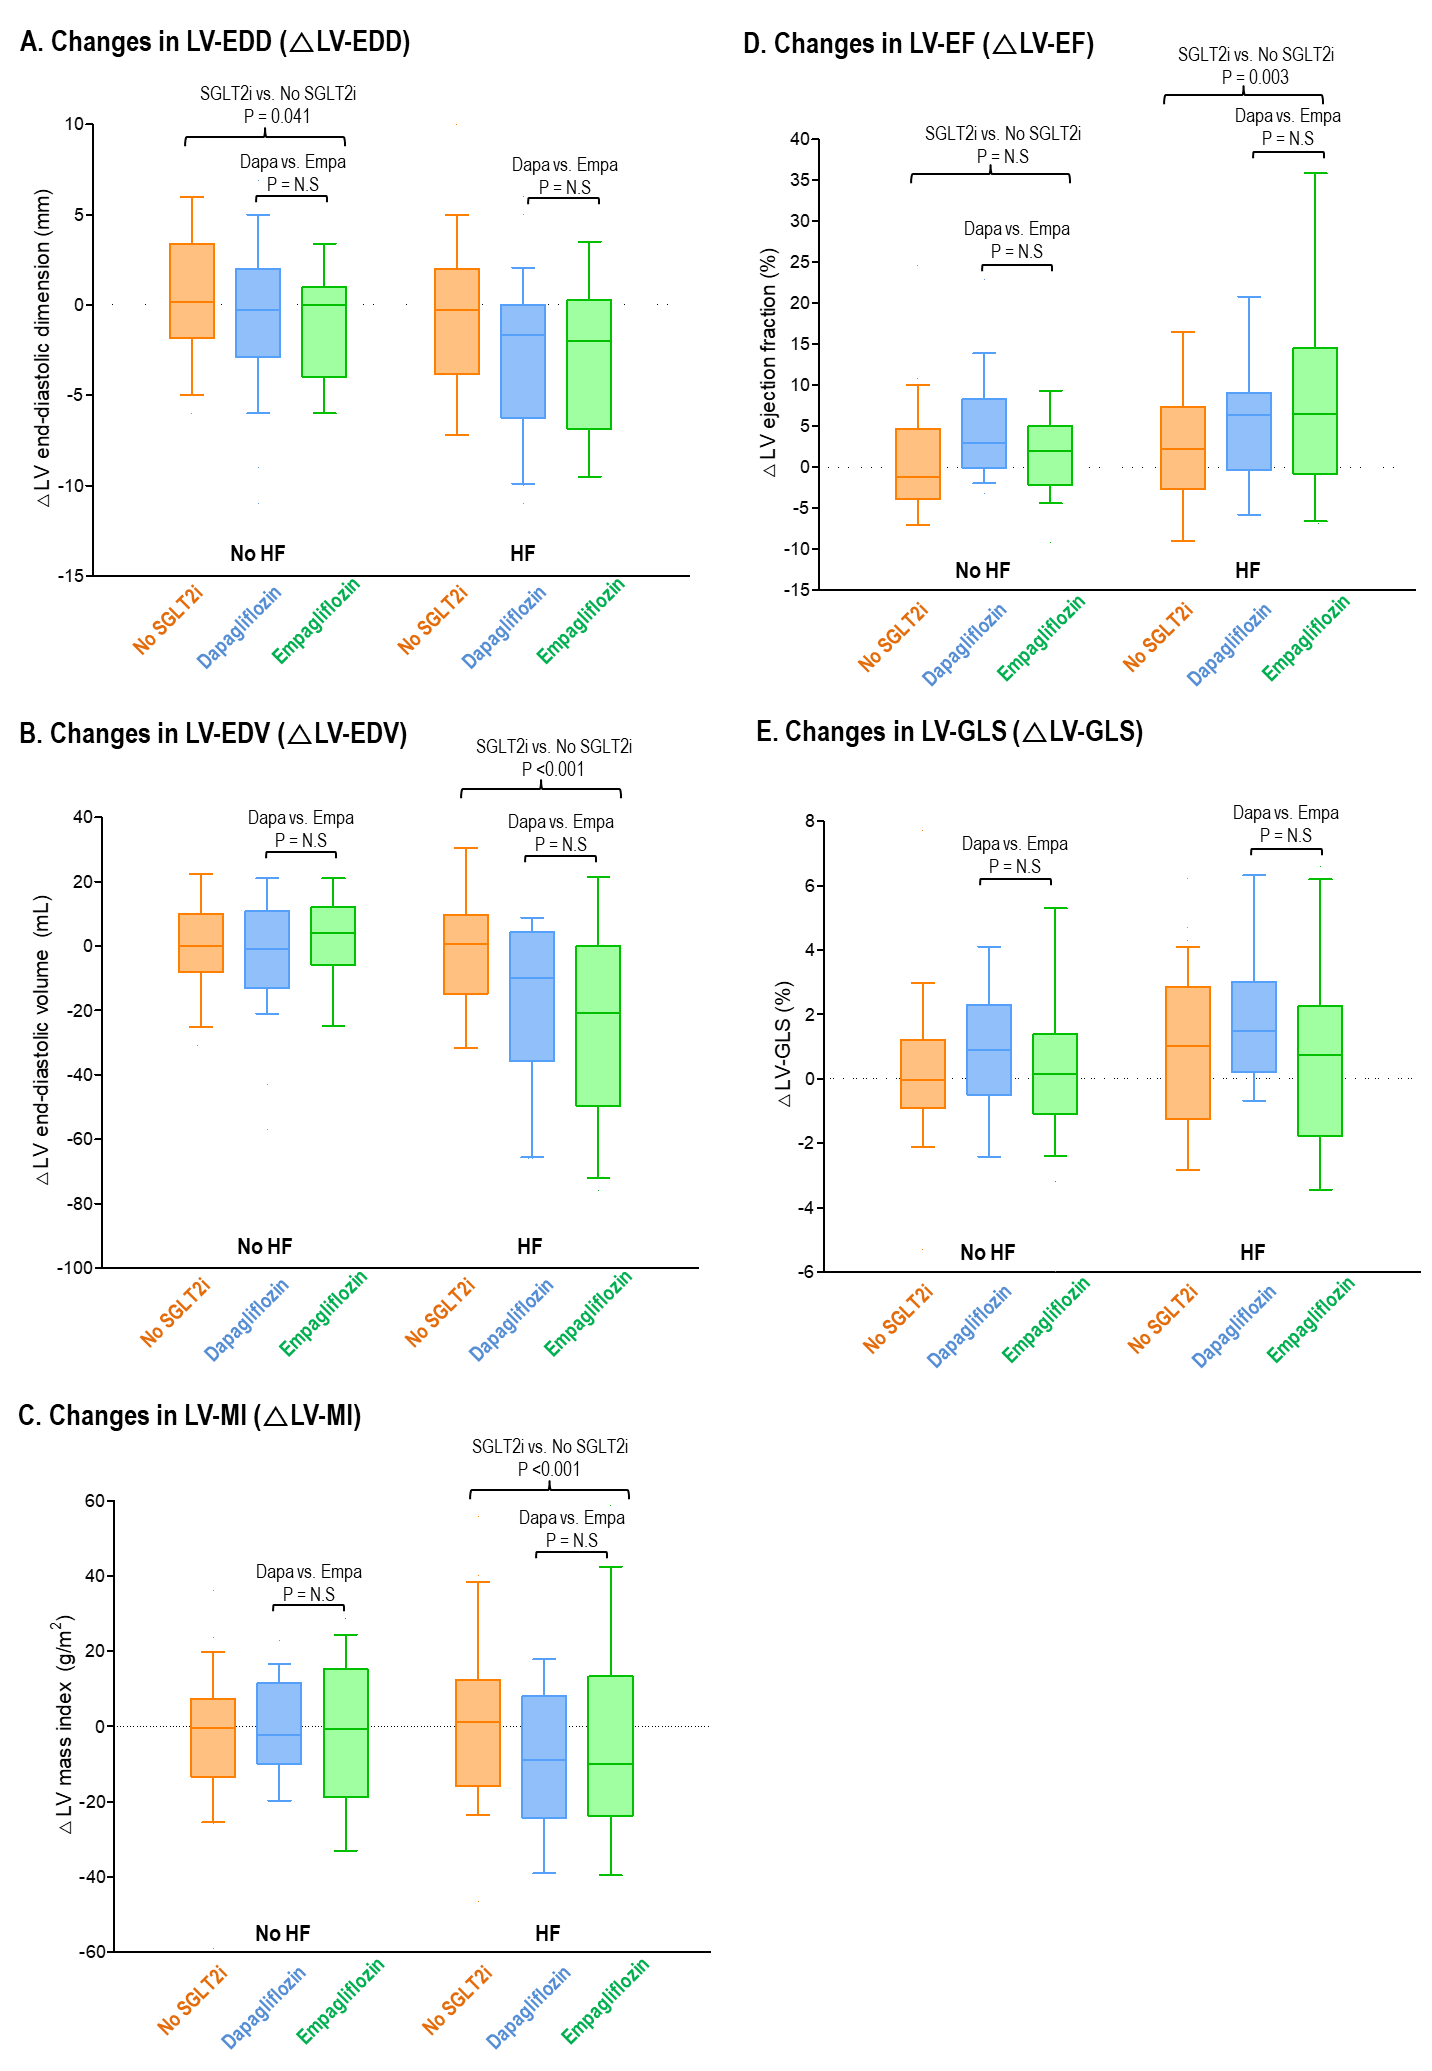 A. Changes in LV-EDD (△LV-EDD)
SGLT2i vs. No SGLT2i
P = 0.041
Dapa vs. Empa
P = N.S
Dapa vs. Empa
P = N.S
△LV end-diastolic dimension (mm)
10
5
0
-5
-10
-15
No HF
HF
No SGLT2i
Dapagliflozin
Empagliflozin
No SGLT2i
Dapagliflozin
Empagliflozin
D. Changes in LV-EF (△LV-EF)
SGLT2i vs. No SGLT2i
P = 0.003
Dapa vs. Empa
P = N.S
SGLT2i vs. No SGLT2i
P = N.S
Dapa vs. Empa
P = N.S
△LV ejection fraction (%)
40
35
30
25
20
15
10
5
0
-5
-10
-15
No HF
HF
No SGLT2i
Dapagliflozin
Empagliflozin
No SGLT2i
Dapagliflozin
Empagliflozin
B. Changes in LV-EDV (△LV-EDV)
SGLT2i vs. No SGLT2i
P <0.001
Dapa vs. Empa
P = N.S
Dapa vs. Empa
P = N.S
△LV end-diastolic volume (mL)
40
20
0
-20
-40
-60
-80
-100
No HF
HF
No SGLT2i
Dapagliflozin
Empagliflozin
No SGLT2i
Dapagliflozin
Empagliflozin
E. Changes in LV-GLS (△LV-GLS)
Dapa vs. Empa
P = N.S
Dapa vs. Empa
P = N.S
△LV-GLS (%)
8
6
4
2
0
-2
-4
-6
No HF
HF
No SGLT2i
Dapagliflozin
Empagliflozin
No SGLT2i
Dapagliflozin
Empagliflozin
C. Changes in LV-MI (△LV-MI)
SGLT2i vs. No SGLT2i
P <0.001
Dapa vs. Empa
P = N.S
Dapa vs. Empa
P = N.S
△LV mass index (g/m²)
60
40
20
0
-20
-40
-60
No HF
HF
No SGLT2i
Dapagliflozin
Empagliflozin
No SGLT2i
Dapagliflozin
Empagliflozin